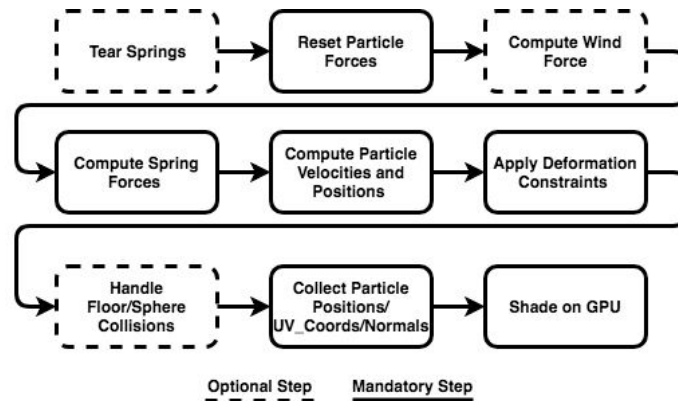 Tear Springs
Reset Particle
Forces
Compute Wind
Force
Compute Spring
Forces
Compute Particle
Velocities and
Positions
Apply Deformation
Constraints
Handle
Floor/Sphere
Collisions
Collect Particle
Positions/
UV_Coords/Normals
Shade on GPU
Optional Step
Mandatory Step